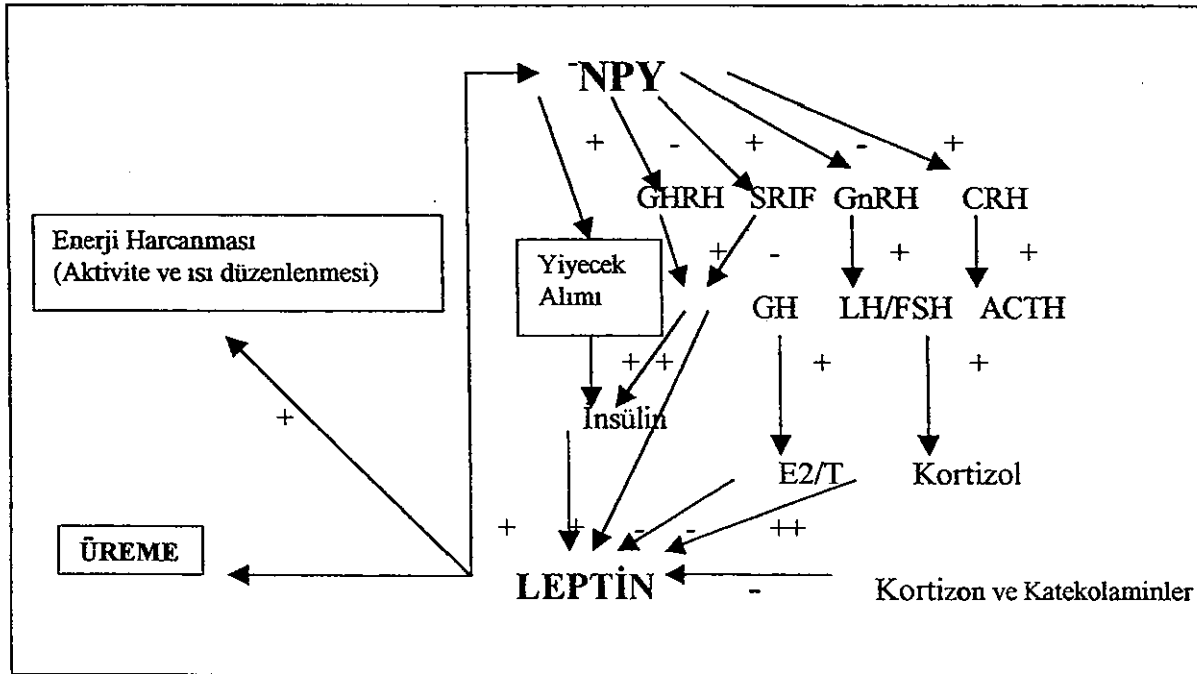 -NPY
+ - + - +
GHRH SRIF GnRH CRH
Enerji Harcanması
(Aktivite ve ısı düzenlenmesi)
Yiyecek
Alımı
+ - + +
GH LH/FSH ACTH
+ + + +
+
İnsülin
E2/T Kortizol
+ + - - ++
ÜREME
LEPTİN - Kortizon ve Katekolaminler